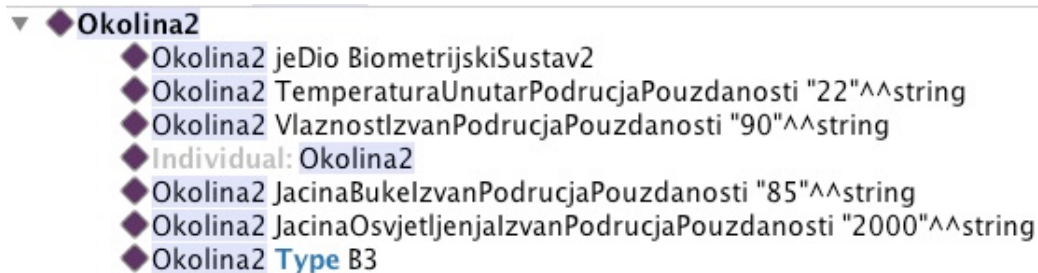 Okolina2
Okolina2 jeDio BiometrijskiSustav2
Okolina2 TemperaturaUnutarPodrucjaPouzdanosti "22"^^string
Okolina2 VlaznostIzvanPodrucjaPouzdanosti "90"^^string
Individual: Okolina2
Okolina2 JacinaBukeIzvanPodrucjaPouzdanosti "85"^^string
Okolina2 JacinaOsvjetljenjaIzvanPodrucjaPouzdanosti "2000"^^string
Okolina2 Type B3